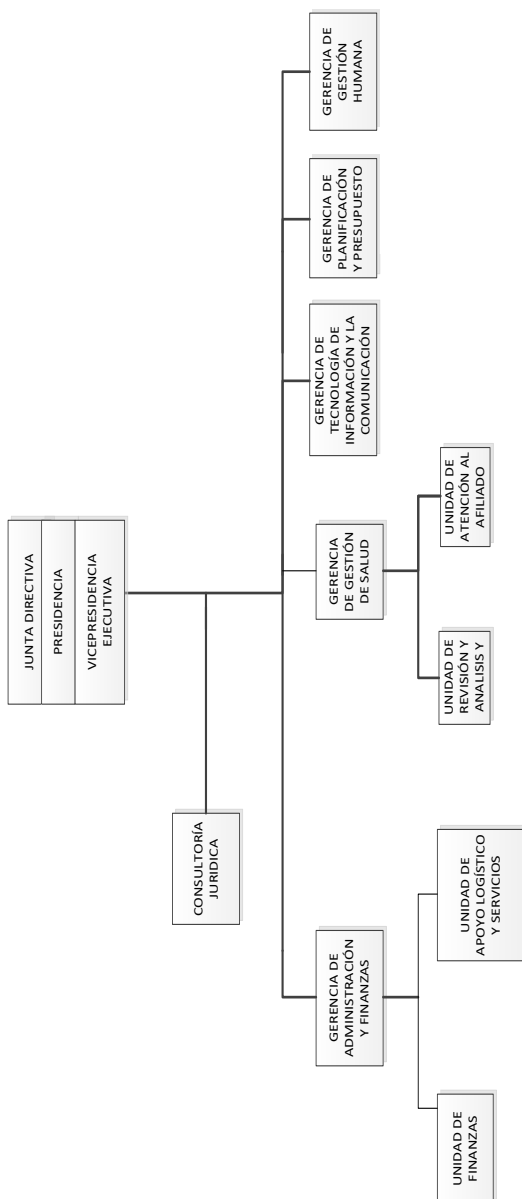 JUNTA DIRECTIVA
PRESIDENCIA
VICEPRESIDENCIA
EJECUTIVA
CONSULTORÍA
JURIDICA
GERENCIA DE
ADMINISTRACIÓN
Y FINANZAS
GERENCIA
DE GESTIÓN
DE SALUD
GERENCIA DE
TECNOLOGÍA DE
INFORMACIÓN Y LA
COMUNICACIÓN
GERENCIA DE
PLANIFICACIÓN
Y PRESUPUESTO
GERENCIA DE
GESTIÓN
HUMANA
UNIDAD DE
FINANZAS
UNIDAD DE
APOYO LOGÍSTICO
Y SERVICIOS
UNIDAD DE
REVISIÓN Y
ANALISIS Y
UNIDAD DE
ATENCIÓN AL
AFILIADO